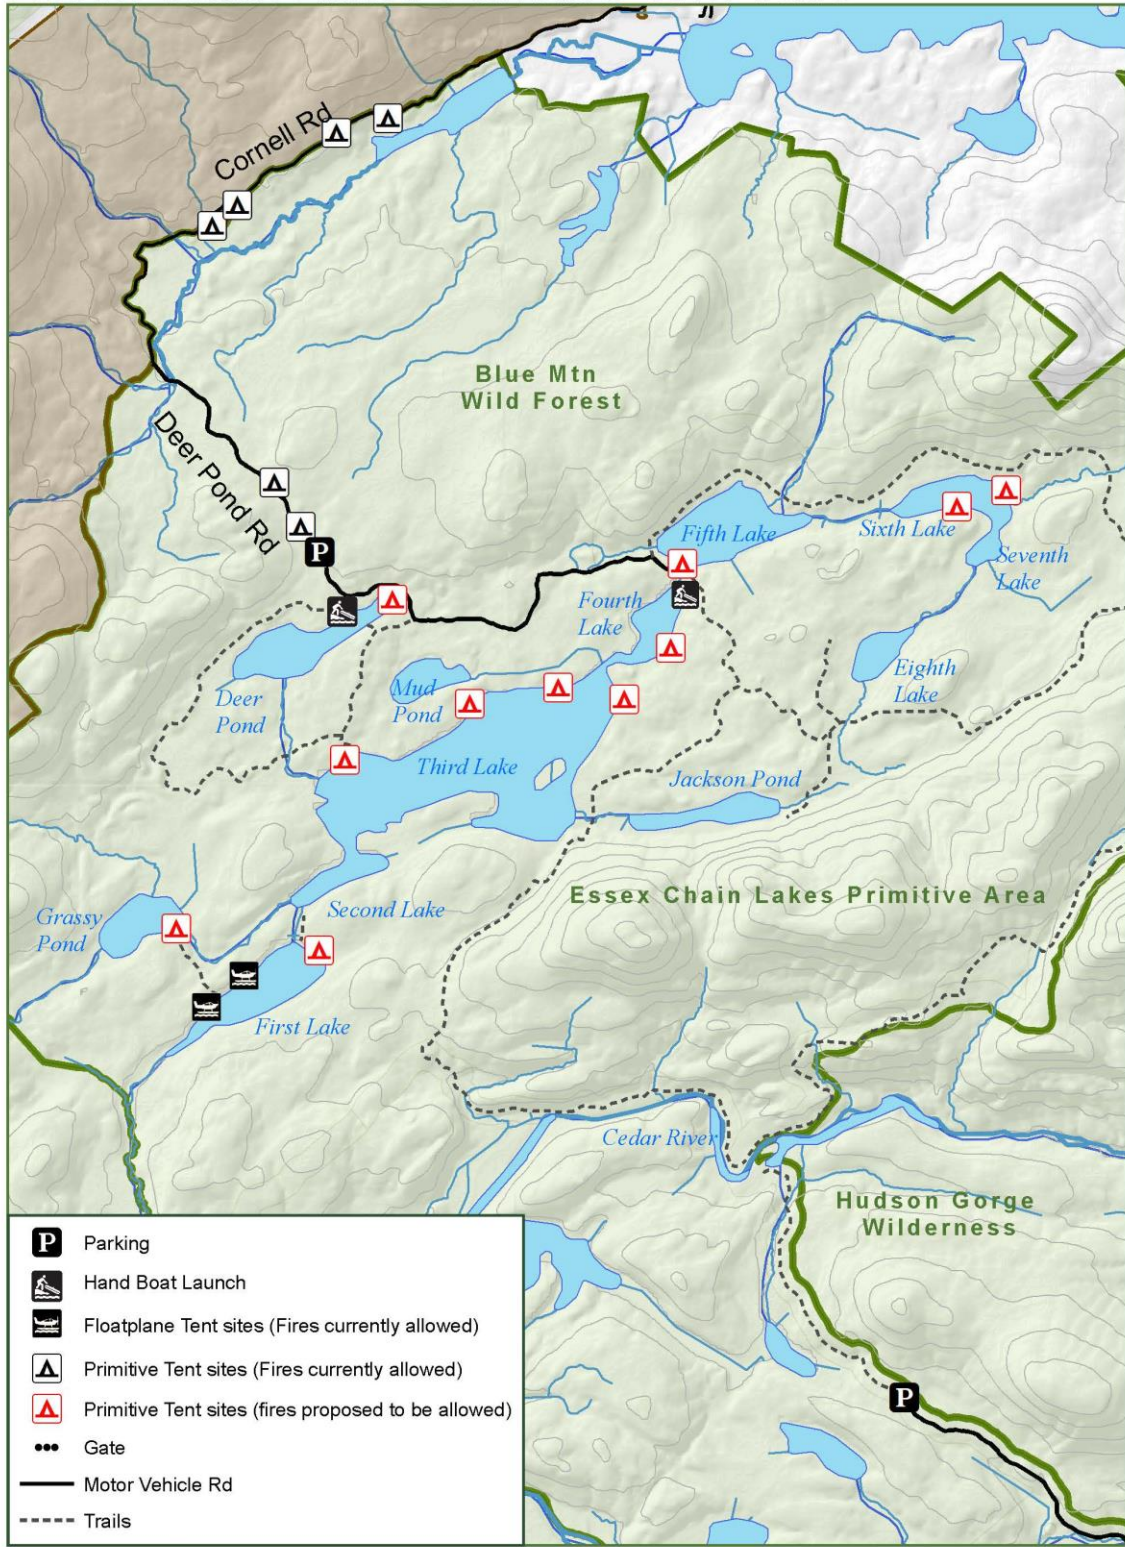 Cornell Rd
Blue Mtn
Wild Forest
Deer Pond Rd
P
Fifth Lake
Sixth Lake
Seventh
Lake
Fourth
Lake
Eighth
Lake
Deer
Pond
Mud
Pond
Third Lake
Jackson Pond
Essex Chain Lakes Primitive Area
Grassy
Pond
Second Lake
First Lake
Cedar River
Hudson Gorge
Wilderness
P
P Parking
Hand Boat Launch
Floatplane Tent sites (Fires currently allowed)
Primitive Tent sites (Fires currently allowed)
Primitive Tent sites (fires proposed to be allowed)
Gate
Motor Vehicle Rd
Trails